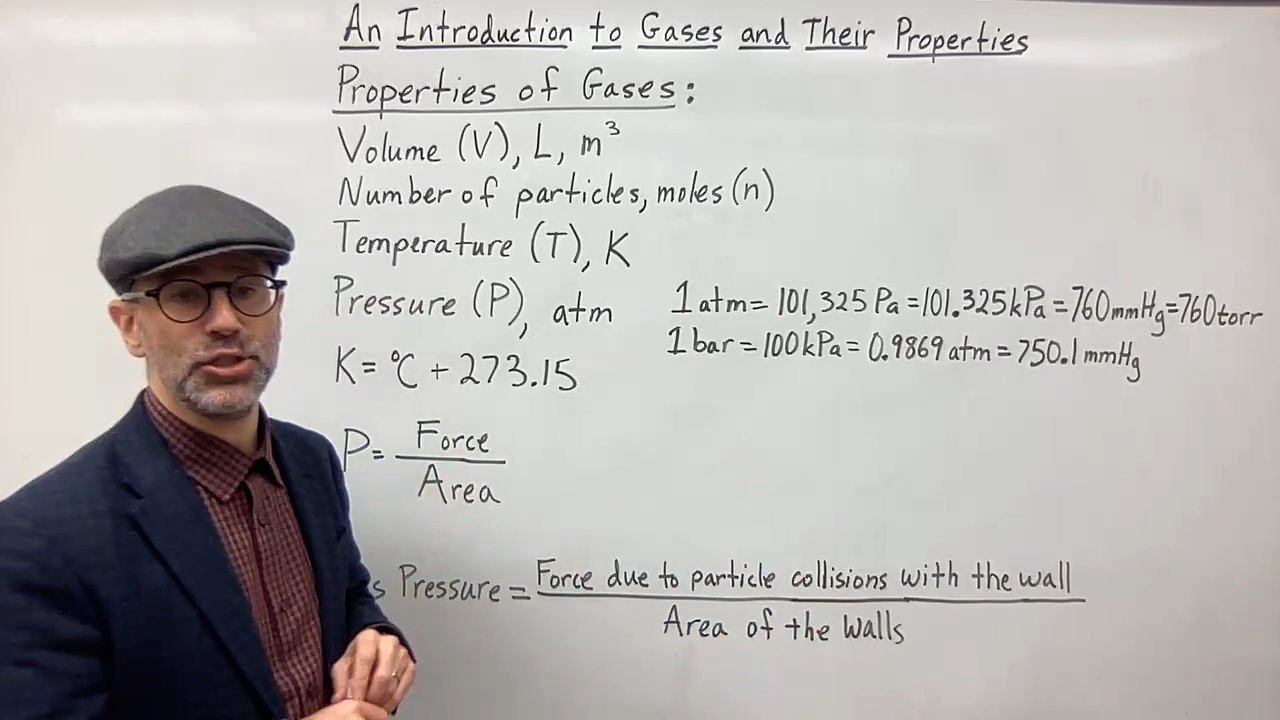 An Introduction to Gases and Their Properties
Properties of Gases:
Volume (V), L, m³
Number of particles, moles (n)
Temperature (T), K
Pressure (P), atm
1 atm = 101,325 Pa = 101.325 kPa = 760 mmHg = 760 torr
1 bar = 100 kPa = 0.9869 atm = 750.1 mmHg
K = °C + 273.15
P = Force
Area
s Pressure = Force due to particle collisions with the wall
Area of the walls